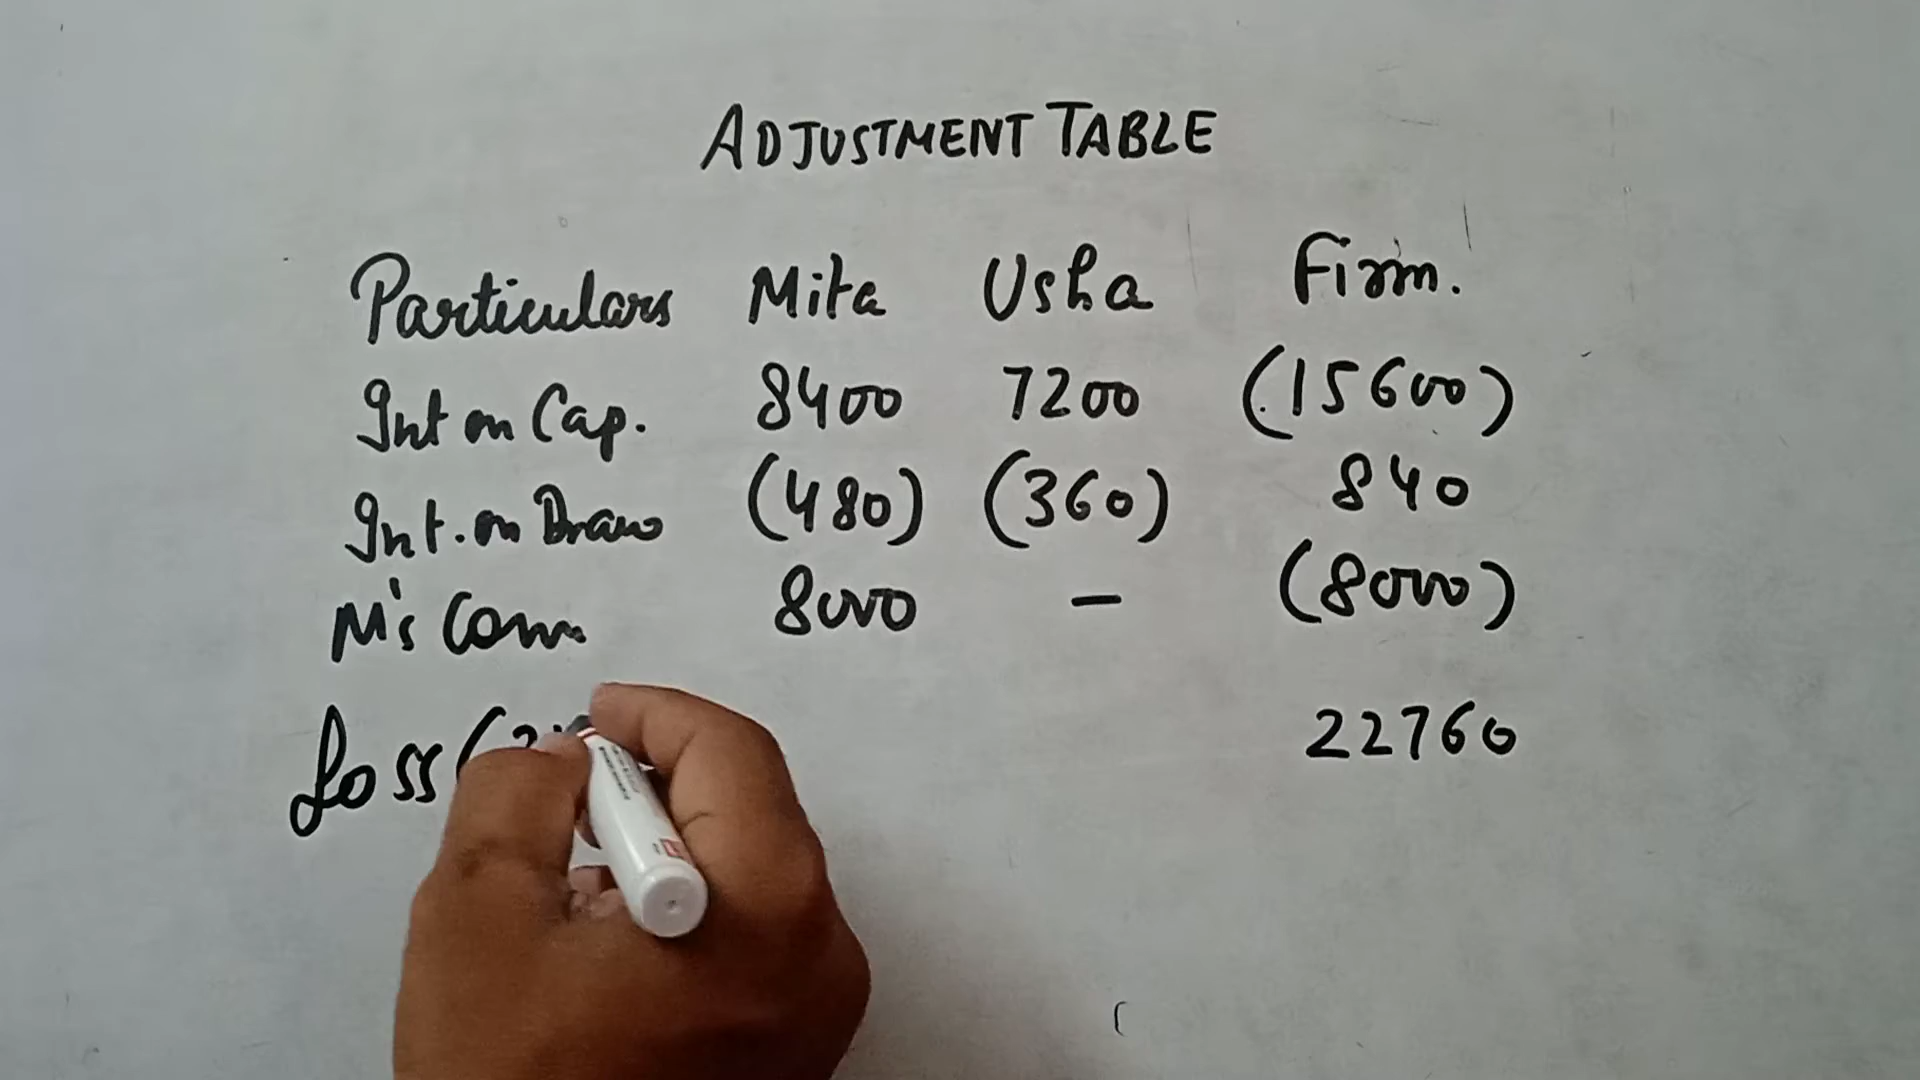 ADJUSTMENT TABLE
Particulars Mita Usha Firm.
Int on Cap. 8400 7200 (15600)
Int. on Draw (480) (360) 840
M's Com. 8000 - (8000)
Loss 22760